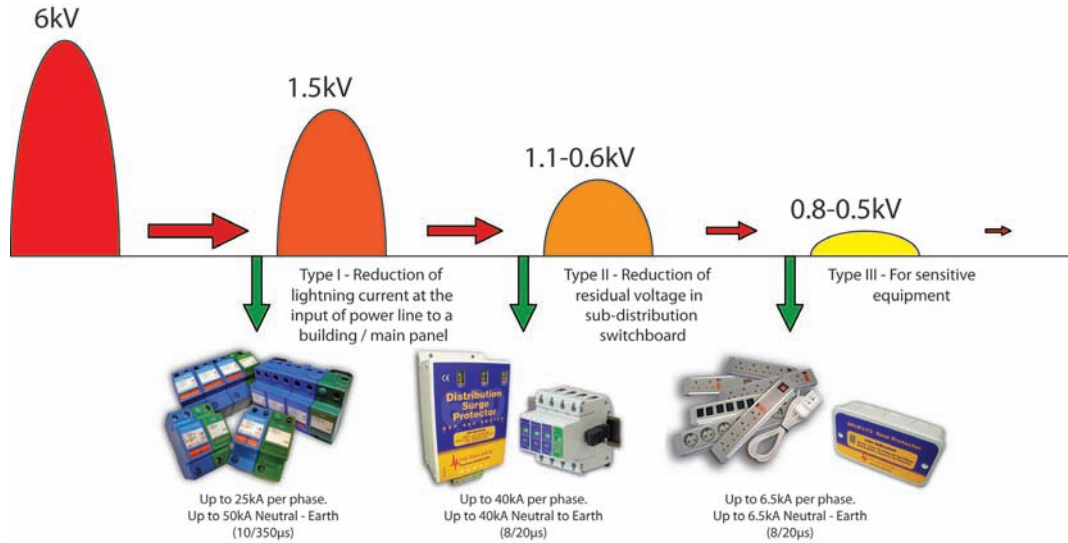 6kV
1.5kV
1.1-0.6kV
0.8-0.5kV
Type I - Reduction of
lightning current at the
input of power line to a
building / main panel
Type II - Reduction of
residual voltage in
sub-distribution
switchboard
Type III - For sensitive
equipment
Distribution
Surge
Protector
Up to 25kA per phase.
Up to 50kA Neutral - Earth
(10/350µs)
Up to 40kA per phase.
Up to 40kA Neutral to Earth
(8/20µs)
Up to 6.5kA per phase.
Up to 6.5kA Neutral - Earth
(8/20µs)